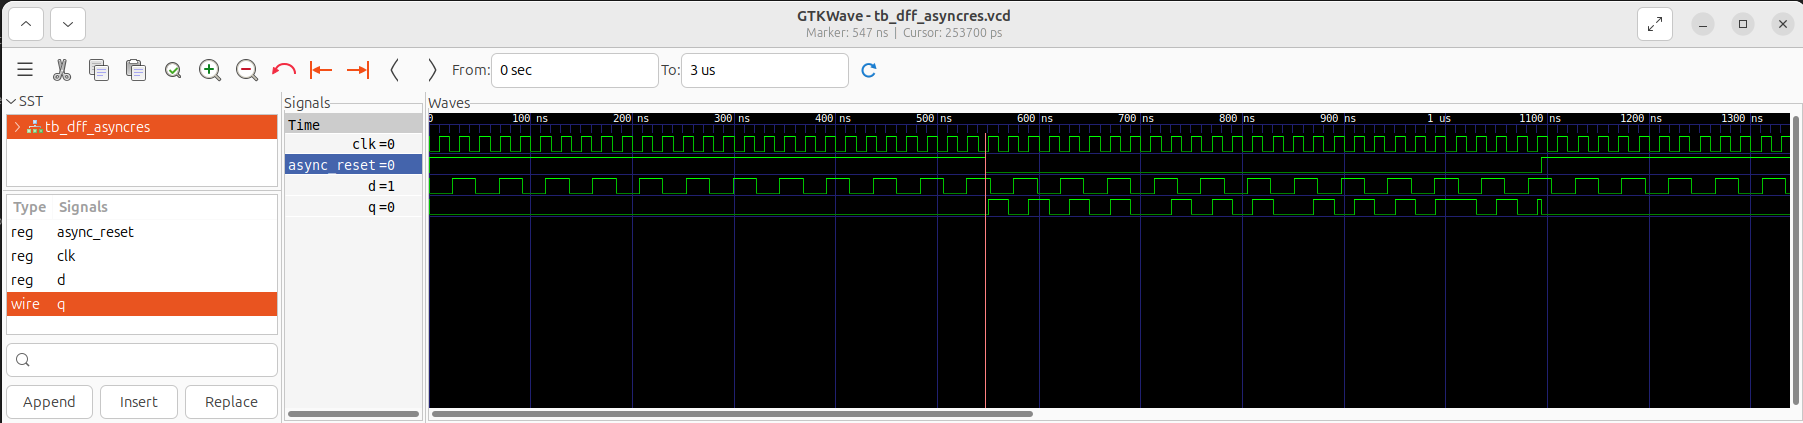 GTKWave - tb_dff_asyncres.vcd
Marker: 547 ns | Cursor: 253700 ps
From: 0 sec To: 3 us
SST
tb_dff_asyncres
Type Signals
reg async_reset
reg clk
reg d
wire q
Append Insert Replace
Signals
Time
clk=0
async_reset=0
d=1
q=0
Waves
0 100 ns 200 ns 300 ns 400 ns 500 ns 600 ns 700 ns 800 ns 900 ns 1 us 1100 ns 1200 ns 1300 ns